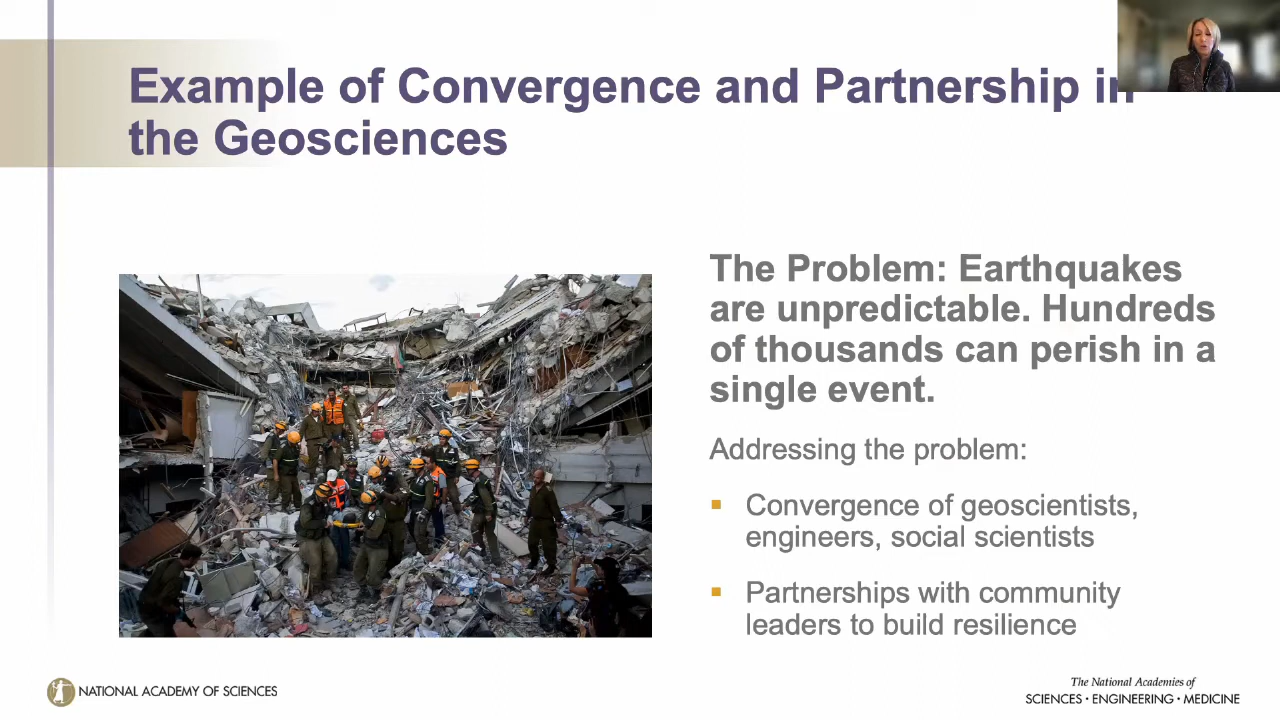 Example of Convergence and Partnership in
the Geosciences
The Problem: Earthquakes
are unpredictable. Hundreds
of thousands can perish in a
single event.
Addressing the problem:
▪ Convergence of geoscientists,
engineers, social scientists
▪ Partnerships with community
leaders to build resilience
NATIONAL ACADEMY OF SCIENCES
The National Academies of
SCIENCES · ENGINEERING · MEDICINE